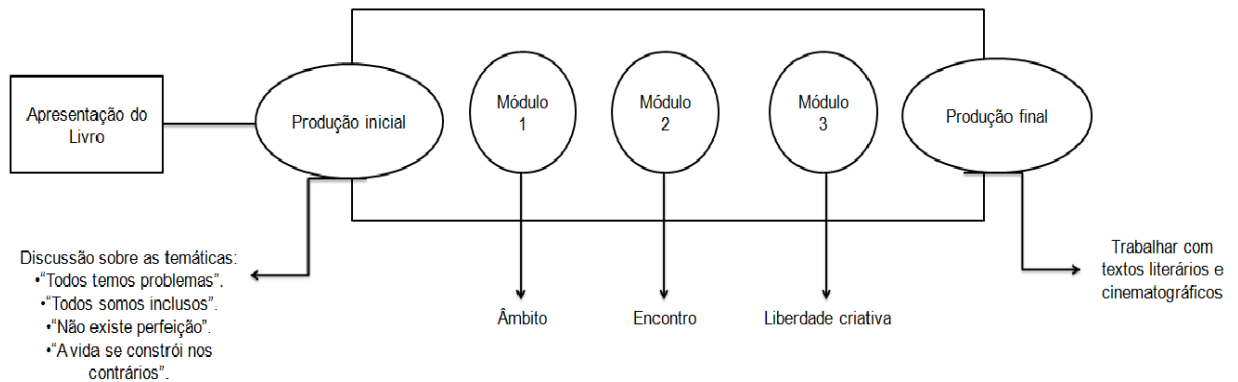 Apresentação do
Livro
Produção inicial
Módulo
1
Módulo
2
Módulo
3
Produção final
Discussão sobre as temáticas:
•“Todos temos problemas”.
•“Todos somos inclusos”.
•“Não existe perfeição”.
•“A vida se constrói nos
contrários”.
Âmbito
Encontro
Liberdade criativa
Trabalhar com
textos literários e
cinematográficos